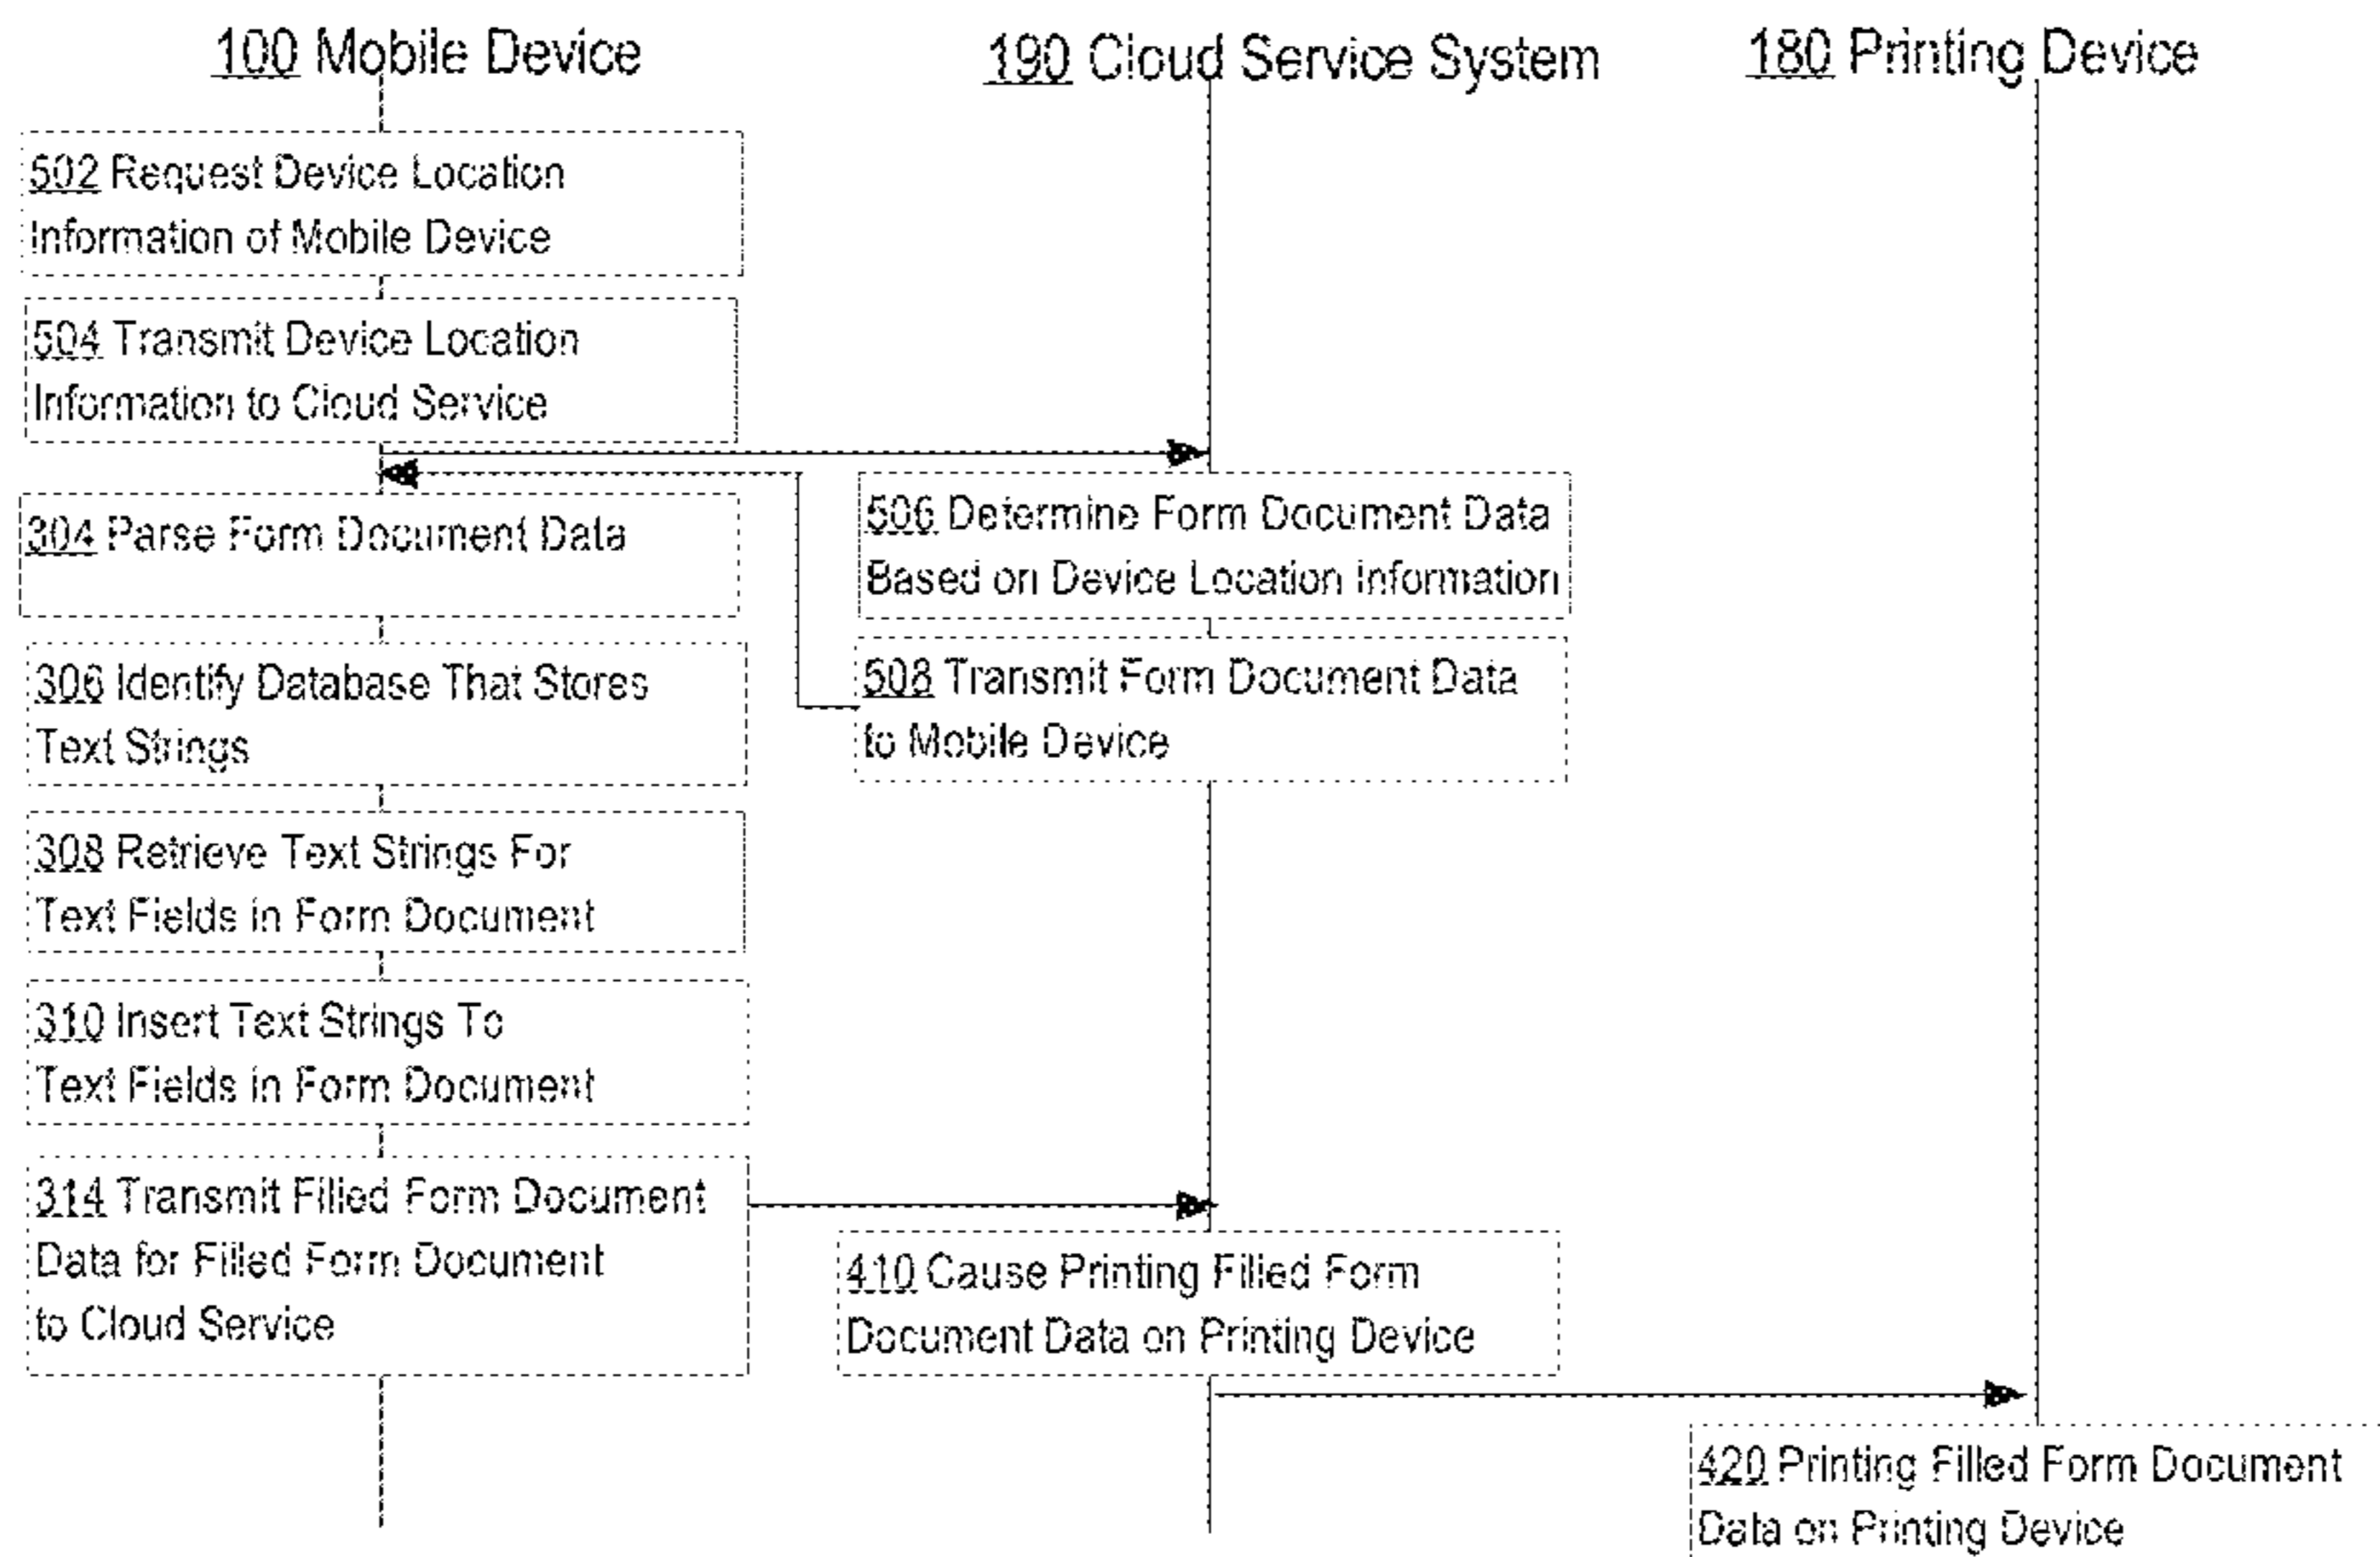 100 Mobile Device
190 Cloud Service System
180 Printing Device
502 Request Device Location
Information of Mobile Device
504 Transmit Device Location
Information to Cloud Service
304 Parse Form Document Data
506 Determine Form Document Data
Based on Device Location Information
306 Identify Database That Stores
Text Strings
508 Transmit Form Document Data
to Mobile Device
308 Retrieve Text Strings For
Text Fields in Form Document
310 Insert Text Strings To
Text Fields in Form Document
314 Transmit Filled Form Document
Data for Filled Form Document
to Cloud Service
410 Cause Printing Filled Form
Document Data on Printing Device
420 Printing Filled Form Document
Data on Printing Device